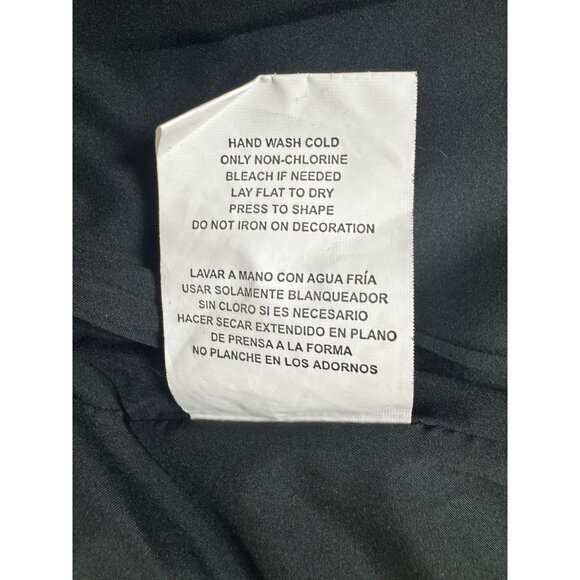 HAND WASH COLD
ONLY NON-CHLORINE
BLEACH IF NEEDED
LAY FLAT TO DRY
PRESS TO SHAPE
DO NOT IRON ON DECORATION
LAVAR A MANO CON AGUA FRÍA
USAR SOLAMENTE BLANQUEADOR
SIN CLORO SI ES NECESARIO
HACER SECAR EXTENDIDO EN PLANO
DE PRENSA A LA FORMA
NO PLANCHE EN LOS ADORNOS